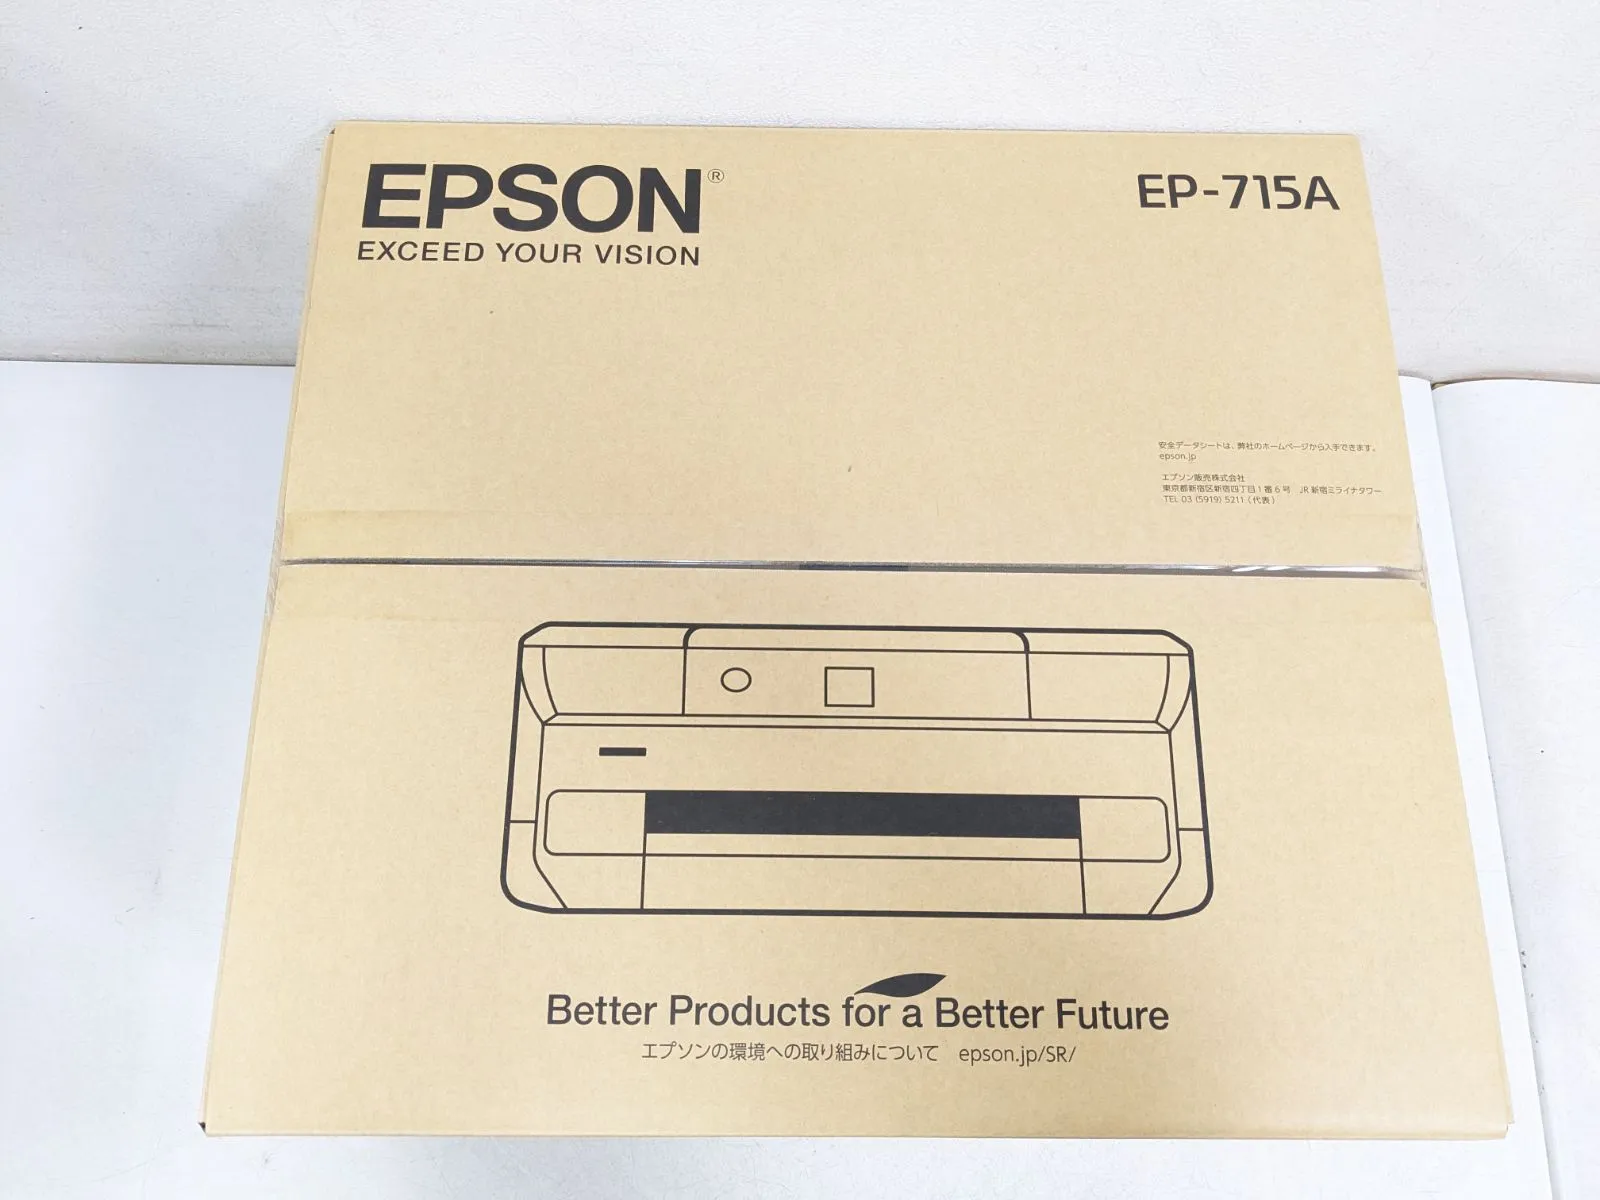 EPSON®
EXCEED YOUR VISION
EP-715A
安全データシートは、弊社のホームページから入手できます。
epson.jp
エプソン販売株式会社
東京都新宿区新宿四丁目1番6号 JR新宿ミライナタワー
TEL 03 (5919) 5211 (代表)
Better Products for a Better Future
エプソンの環境への取り組みについて epson.jp/SR/